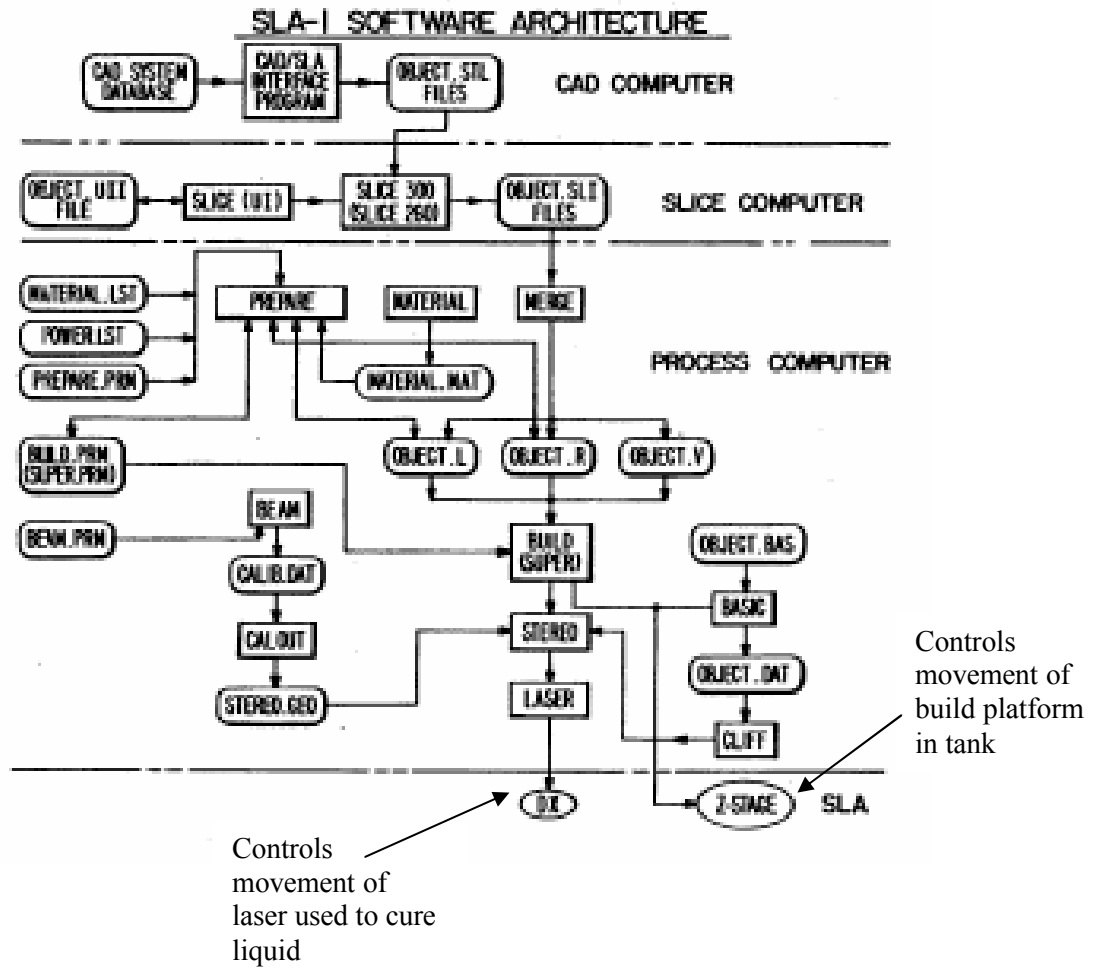 SLA-1 SOFTWARE ARCHITECTURE
CAD SYSTEM
DATABASE
CAD/SLA
INTERFACE
PROGRAM
OBJECT.STL
FILES
CAD COMPUTER
OBJECT.UII
FILE
SLICE (UI)
SLICE 300
(SLICE 260)
OBJECT.SLI
FILES
SLICE COMPUTER
MATERIAL.LST
POWER.LST
PREPARE.PRM
PREPARE
MATERIAL
MERGE
MATERIAL.MAT
PROCESS COMPUTER
BUILD.PRM
(SUPER.PRM)
OBJECT.L
OBJECT.R
OBJECT.V
BEAM
BEAM.PRM
CALIB.DAT
CALOUT
STEREO.GEO
BUILD
(SUPER)
STEREO
LASER
OBJECT.BAS
BASIC
OBJECT.DAT
CLIFF
Z-STAGE
SLA
Controls
movement of
build platform
in tank
Controls
movement of
laser used to cure
liquid